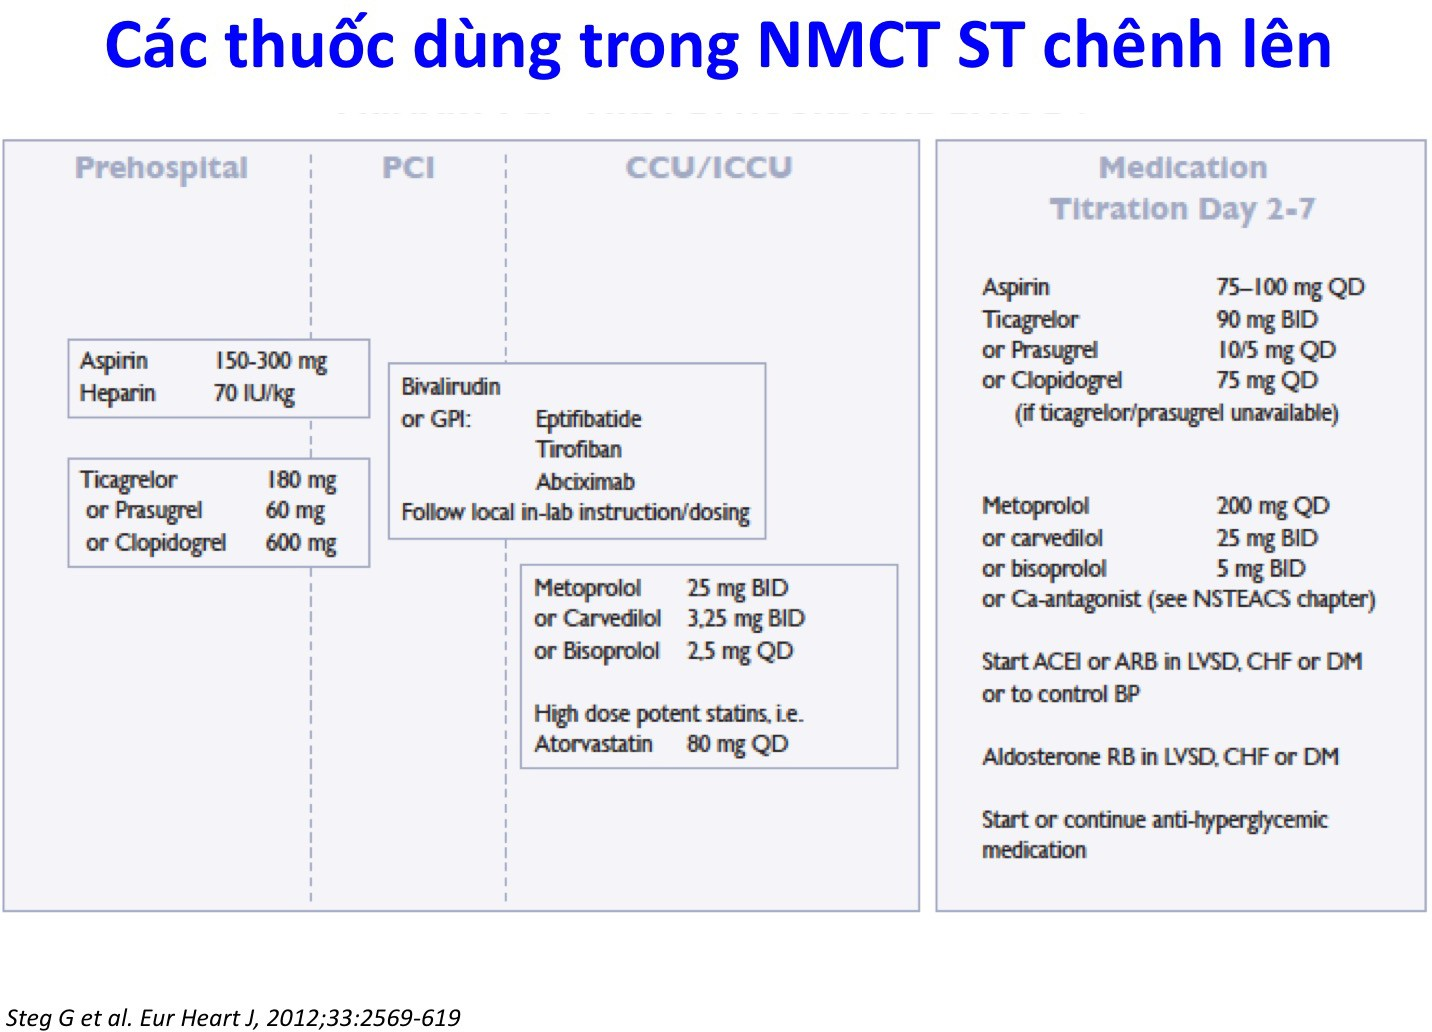 Các thuốc dùng trong NMCT ST chênh lên
Prehospital
PCI
CCU/ICCU
Aspirin 150-300 mg
Heparin 70 IU/kg
Ticagrelor 180 mg
or Prasugrel 60 mg
or Clopidogrel 600 mg
Bivalirudin
or GPI: Eptifibatide
Tirofiban
Abciximab
Follow local in-lab instruction/dosing
Metoprolol 25 mg BID
or Carvedilol 3,25 mg BID
or Bisoprolol 2,5 mg QD
High dose potent statins, i.e.
Atorvastatin 80 mg QD
Medication
Titration Day 2-7
Aspirin 75–100 mg QD
Ticagrelor 90 mg BID
or Prasugrel 10/5 mg QD
or Clopidogrel 75 mg QD
(if ticagrelor/prasugrel unavailable)
Metoprolol 200 mg QD
or carvedilol 25 mg BID
or bisoprolol 5 mg BID
or Ca-antagonist (see NSTEACS chapter)
Start ACEI or ARB in LVSD, CHF or DM
or to control BP
Aldosterone RB in LVSD, CHF or DM
Start or continue anti-hyperglycemic
medication
Steg G et al. Eur Heart J, 2012;33:2569-619